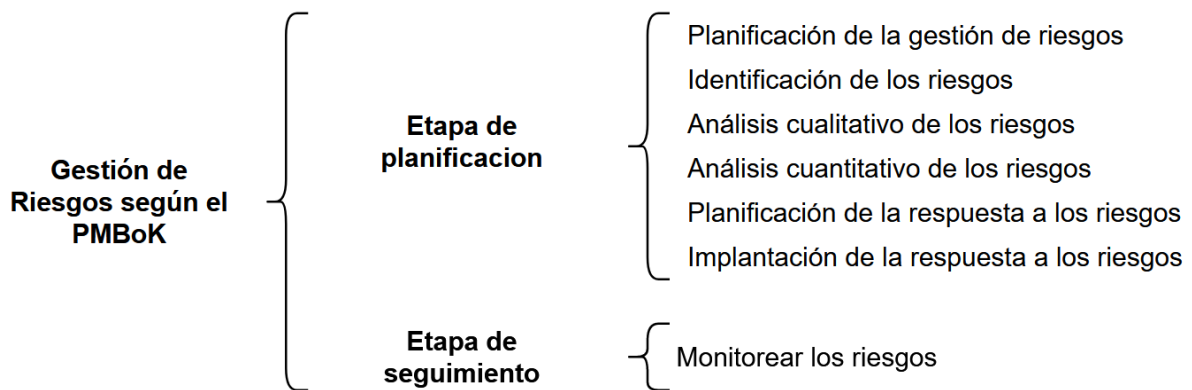 Gestión de
Riesgos según el
PMBoK
Etapa de
planificacion
Planificación de la gestión de riesgos
Identificación de los riesgos
Análisis cualitativo de los riesgos
Análisis cuantitativo de los riesgos
Planificación de la respuesta a los riesgos
Implantación de la respuesta a los riesgos
Etapa de
seguimiento
Monitorear los riesgos